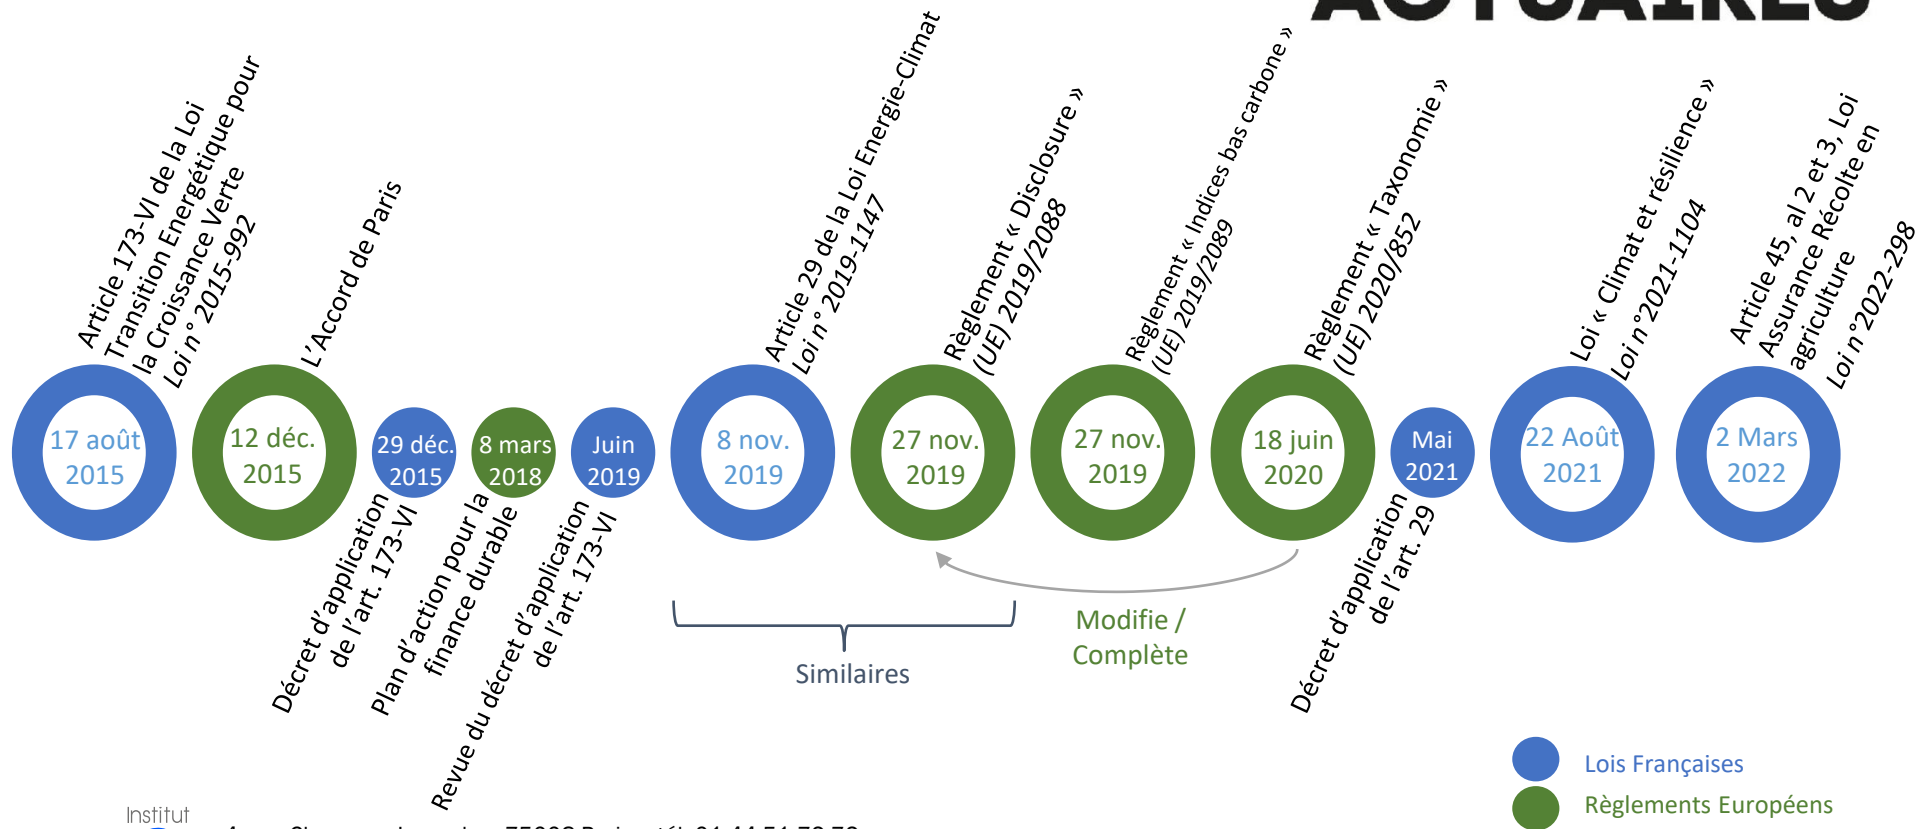 ACTUAIRES
Article 173-VI de la Loi
Transition Energétique pour
la Croissance Verte
Loi n° 2015-992
L'Accord de Paris
Article 29 de la Loi Energie-Climat
Loi n° 2019-1147
Règlement « Disclosure »
(UE) 2019/2088
Règlement « Indices bas carbone »
(UE) 2019/2089
Règlement « Taxonomie »
(UE) 2020/852
Loi « Climat et résilience »
Loi n°2021-1104
Article 45, al 2 et 3, Loi
Assurance Récolte en
agriculture
Loi n°2022-298
17 août
2015
12 déc.
2015
29 déc.
2015
8 mars
2018
Juin
2019
8 nov.
2019
27 nov.
2019
27 nov.
2019
18 juin
2020
Mai
2021
22 Août
2021
2 Mars
2022
Décret d'application
de l'art. 173-VI
Plan d'action pour la
finance durable
Revue du décret d'application
de l'art. 173-VI
Décret d'application
de l'art. 29
Similaires
Modifie /
Complète
Lois Françaises
Règlements Européens
Institut